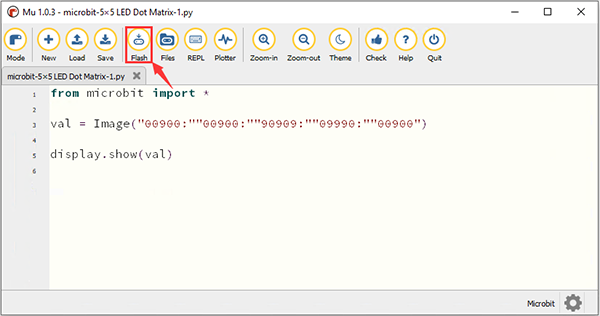 Mu 1.0.3 - microbit-5×5 LED Dot Matrix-1.py
Mode New Load Save Flash Files REPL Plotter Zoom-in Zoom-out Theme Check Help Quit
microbit-5×5 LED Dot Matrix-1.py
1 from microbit import *
2
3 val = Image("00900:""00900:""90909:""09990:""00900")
4
5 display.show(val)
6
Microbit